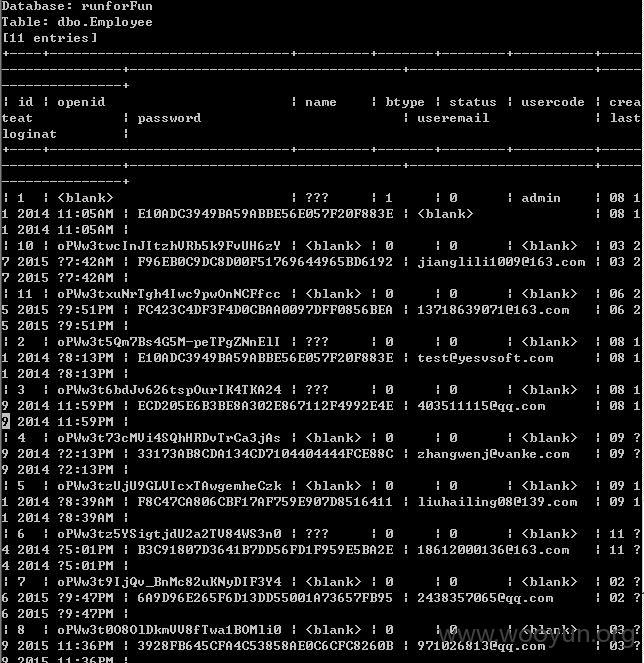 Database: runforFun
Table: dbo.Employee
[11 entries]
| id | openid | name | btype | status | usercode | crea
teat | password | useremail | last
loginat |
| 1 | <blank> | ??? | 1 | 0 | admin | 08 1
1 2014 11:05AM | E10ADC3949BA59ABBE56E057F20F883E | <blank> | 08 1
1 2014 11:05AM |
| 10 | oPWw3twcInJItzhVRb5k9FvUH6zY | <blank> | 0 | 0 | <blank> | 03 2
7 2015 ?7:42AM | F96EB0C9DC8D00F51769644965BD6192 | jianglili1009@163.com | 03 2
7 2015 ?7:42AM |
| 11 | oPWw3txuNrTgh4Iwc9pwOnNCFfcc | <blank> | 0 | 0 | <blank> | 06 2
5 2015 ?9:51PM | FC423C4DF3F4D0CBAA0097DFF0856BEA | 13718639071@163.com | 06 2
5 2015 ?9:51PM |
| 2 | oPWw3t5Qm7Bs4G5M-peTPgZNnElI | ??? | 0 | 0 | <blank> | 08 1
1 2014 ?8:13PM | E10ADC3949BA59ABBE56E057F20F883E | test@yesvsoft.com | 08 1
1 2014 ?8:13PM |
| 3 | oPWw3t6bdJv626tspOurIK4TKA24 | ??? | 0 | 0 | <blank> | 08 1
9 2014 11:59PM | ECD205E6B3BE8A302E867112F4992E4E | 403511115@qq.com | 08 1
9 2014 11:59PM |
| 4 | oPWw3t73cMVi4SQhHRDvTrCa3jAs | <blank> | 0 | 0 | <blank> | 09 ?
9 2014 ?2:13PM | 33173AB8CDA134CD7104404444FCE88C | zhangwenj@vanke.com | 09 ?
9 2014 ?2:13PM |
| 5 | oPWw3tzUjU9GLVIcxTAwgemheCzk | <blank> | 0 | 0 | <blank> | 09 1
1 2014 ?8:39AM | F8C47CA806CBF17AF759E907D8516411 | liuhailing08@139.com | 09 1
1 2014 ?8:39AM |
| 6 | oPWw3tz5YSigtjdU2a2TV84WS3n0 | ??? | 0 | 0 | <blank> | 11 ?
4 2014 ?5:01PM | B3C91807D3641B7DD56FD1F959E5BA2E | 18612000136@163.com | 11 ?
4 2014 ?5:01PM |
| 7 | oPWw3t9IjQv_BnMc82uKNyDIF3Y4 | <blank> | 0 | 0 | <blank> | 02 ?
6 2015 ?9:47PM | 6A9D96E265F6D13DD55001A73657FB95 | 2438357065@qq.com | 02 ?
6 2015 ?9:47PM |
| 8 | oPWw3t0O8OlDkmVV8fTwa1BOMli0 | <blank> | 0 | 0 | <blank> | 03 ?
9 2015 11:36PM | 3928FB645CFA4C53858AE0C6CFC8260B | 971026813@qq.com | 03 ?
9 2015 11:36PM |
www.wooyun.org